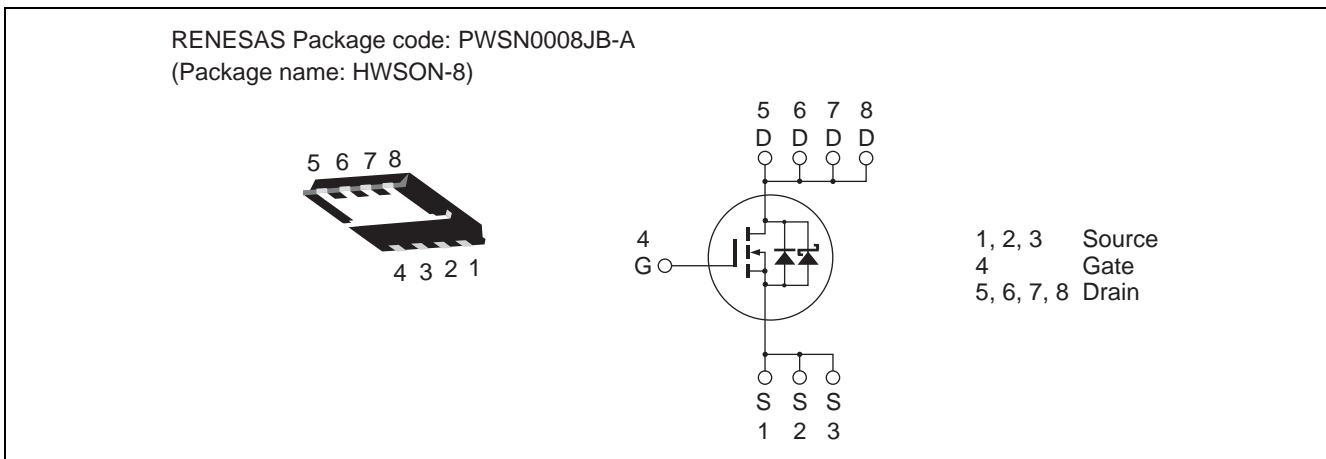 RENESAS Package code: PWSN0008JB-A
(Package name: HWSON-8)
5 6 7 8
4 3 2 1
5 6 7 8
D D D D
4
G
S S S
1 2 3
1, 2, 3 Source
4 Gate
5, 6, 7, 8 Drain